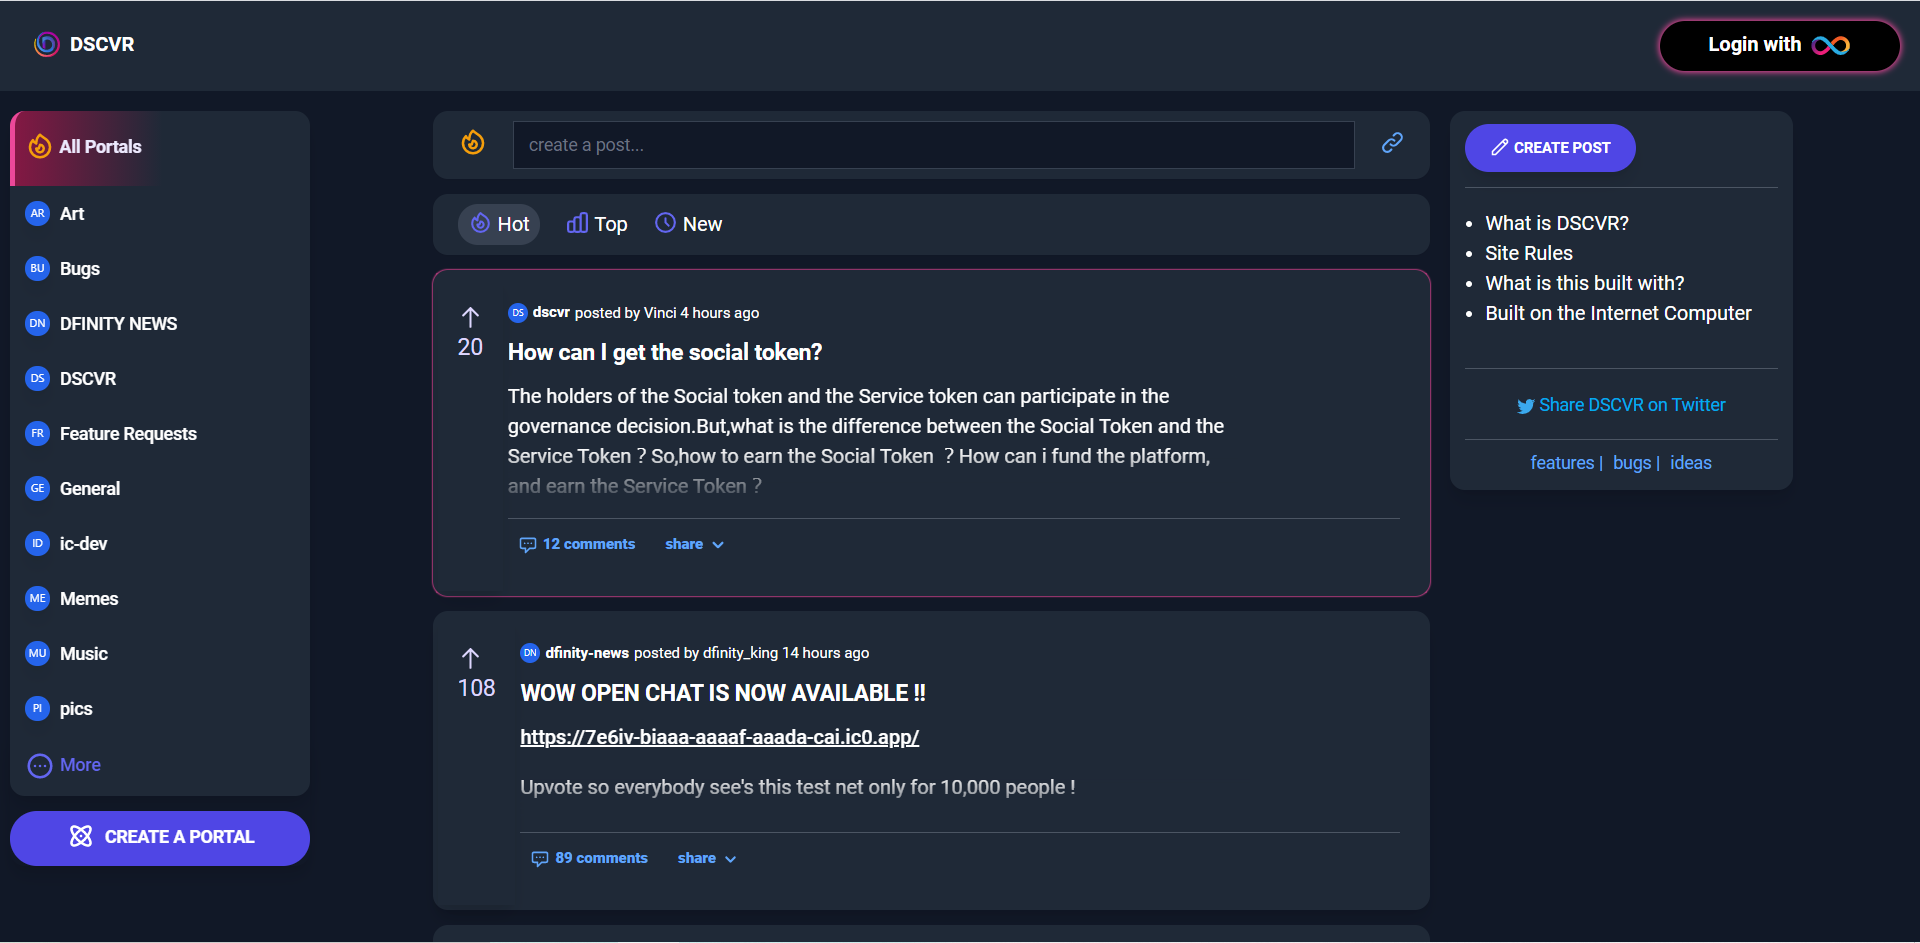 DSCVR
Login with
All Portals
AR Art
BU Bugs
DN DFINITY NEWS
DS DSCVR
FR Feature Requests
GE General
ID ic-dev
ME Memes
MU Music
PI pics
More
CREATE A PORTAL
create a post...
Hot Top New
DS dscvr posted by Vinci 4 hours ago
20
How can I get the social token?
The holders of the Social token and the Service token can participate in the
governance decision.But,what is the difference between the Social Token and the
Service Token ? So,how to earn the Social Token ? How can i fund the platform,
and earn the Service Token ?
12 comments share
DN dfinity-news posted by dfinity_king 14 hours ago
108
WOW OPEN CHAT IS NOW AVAILABLE !!
https://7e6iv-biaaa-aaaaf-aaada-cai.ic0.app/
Upvote so everybody see's this test net only for 10,000 people !
89 comments share
CREATE POST
• What is DSCVR?
• Site Rules
• What is this built with?
• Built on the Internet Computer
Share DSCVR on Twitter
features | bugs | ideas